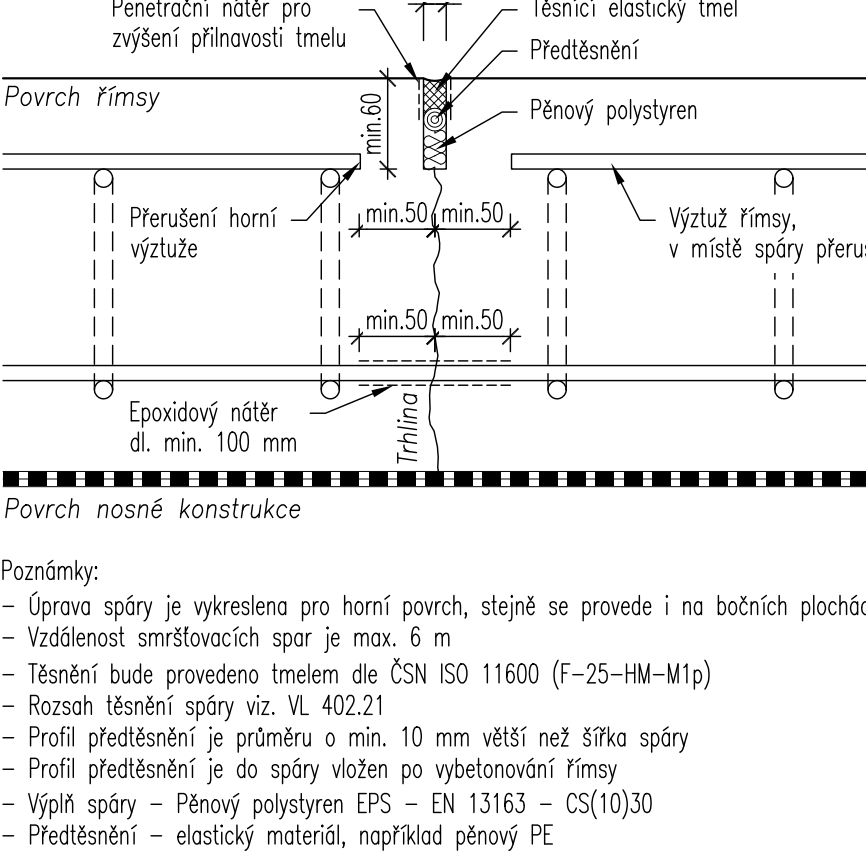 Penetrační nátěr pro
zvýšení přilnavosti tmelu
Těsnící elastický tmel
Předtěsnění
Povrch římsy
min.60
Pěnový polystyren
Přerušení horní
výztuže
min.50
min.50
Výztuž římsy,
v místě spáry přeruš
min.50
min.50
Epoxidový nátěr
dl. min. 100 mm
Trhlina
Povrch nosné konstrukce
Poznámky:
– Úprava spáry je vykreslena pro horní povrch, stejně se provede i na bočních plochác
– Vzdálenost smršťovacích spar je max. 6 m
– Těsnění bude provedeno tmelem dle ČSN ISO 11600 (F–25–HM–M1p)
– Rozsah těsnění spáry viz. VL 402.21
– Profil předtěsnění je průměru o min. 10 mm větší než šířka spáry
– Profil předtěsnění je do spáry vložen po vybetonování římsy
– Výplň spáry – Pěnový polystyren EPS – EN 13163 – CS(10)30
– Předtěsnění – elastický materiál, například pěnový PE